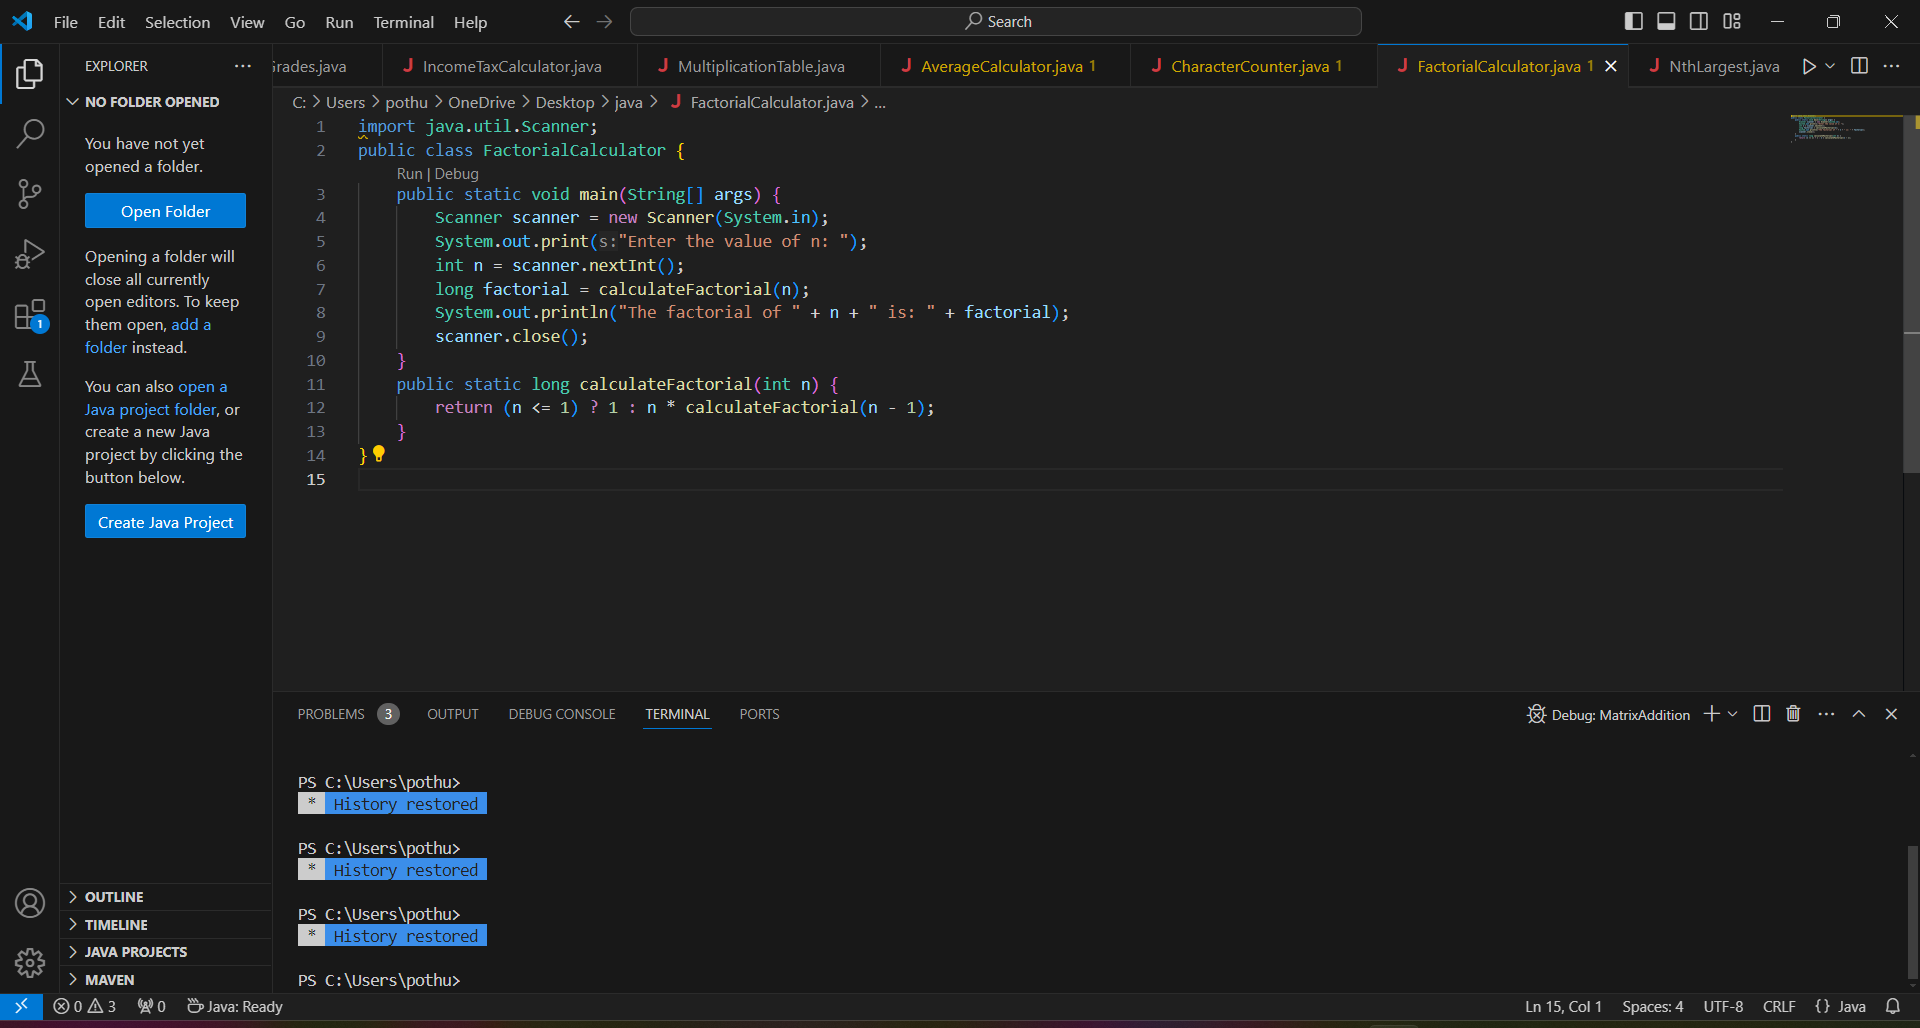 File Edit Selection View Go Run Terminal Help
Search
EXPLORER
NO FOLDER OPENED
You have not yet
opened a folder.
Open Folder
Opening a folder will
close all currently
open editors. To keep
them open, add a
folder instead.
You can also open a
Java project folder, or
create a new Java
project by clicking the
button below.
Create Java Project
OUTLINE
TIMELINE
JAVA PROJECTS
MAVEN
rades.java J IncomeTaxCalculator.java J MultiplicationTable.java J AverageCalculator.java 1 J CharacterCounter.java 1 J FactorialCalculator.java 1 J NthLargest.java
C: > Users > pothu > OneDrive > Desktop > java > J FactorialCalculator.java > ...
1 import java.util.Scanner;
2 public class FactorialCalculator {
Run | Debug
3 public static void main(String[] args) {
4 Scanner scanner = new Scanner(System.in);
5 System.out.print(s:"Enter the value of n: ");
6 int n = scanner.nextInt();
7 long factorial = calculateFactorial(n);
8 System.out.println("The factorial of " + n + " is: " + factorial);
9 scanner.close();
10 }
11 public static long calculateFactorial(int n) {
12 return (n <= 1) ? 1 : n * calculateFactorial(n - 1);
13 }
14 }
15
PROBLEMS 3 OUTPUT DEBUG CONSOLE TERMINAL PORTS
Debug: MatrixAddition
PS C:\Users\pothu>
* History restored
PS C:\Users\pothu>
* History restored
PS C:\Users\pothu>
* History restored
PS C:\Users\pothu>
1
0 3 0 Java: Ready
Ln 15, Col 1 Spaces: 4 UTF-8 CRLF {} Java